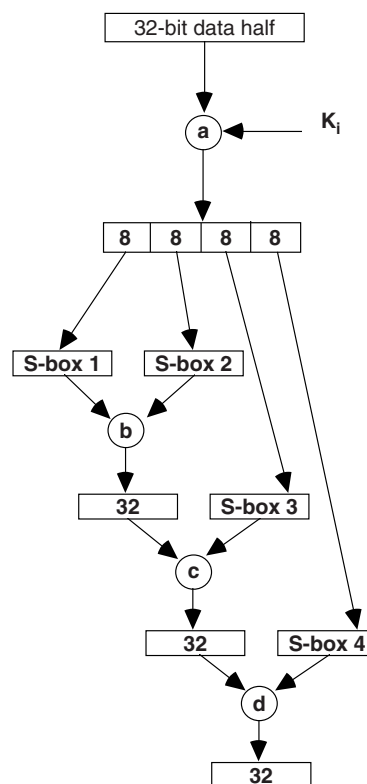 32-bit data half
a
K_i
8 8 8 8
S-box 1 S-box 2
b
32 S-box 3
c
32 S-box 4
d
32